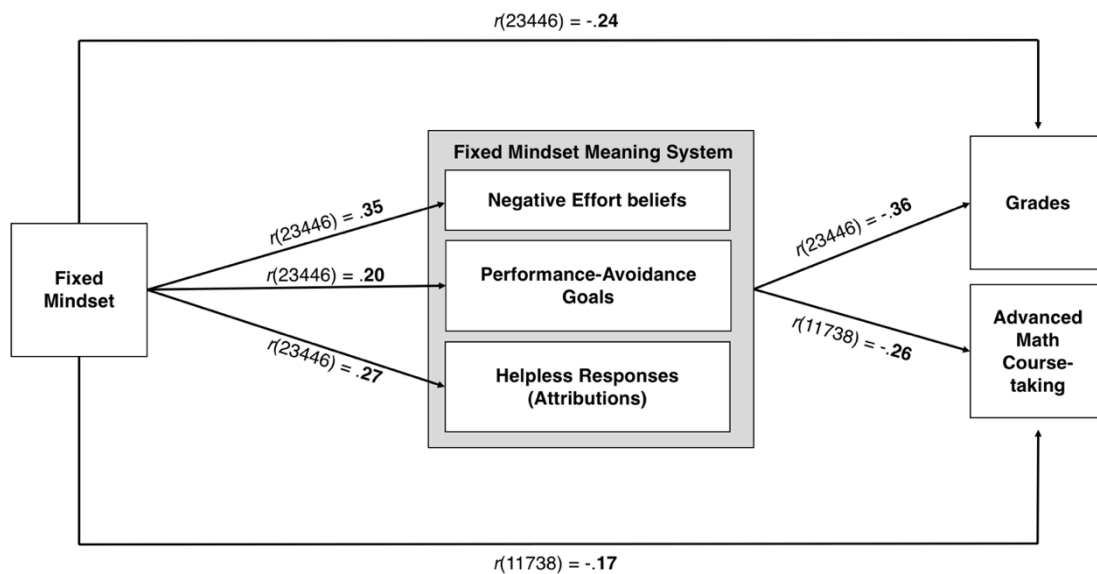 r(23446) = -.24
Fixed Mindset Meaning System
Negative Effort beliefs
Grades
r(23446) = .35
r(23446) = -.36
Fixed
Mindset
r(23446) = .20
Performance-Avoidance
Goals
r(23446) = .27
r(11738) = -.26
Advanced
Math
Course-
taking
Helpless Responses
(Attributions)
r(11738) = -.17